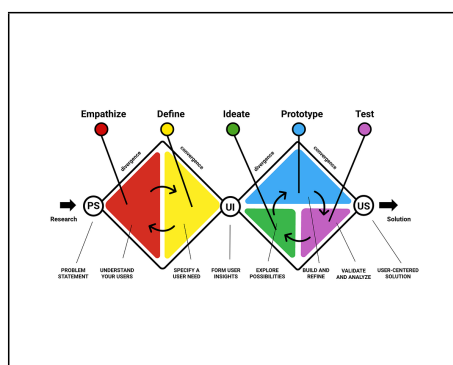 Empathize
Define
Ideate
Prototype
Test
divergence
convergence
divergence
convergence
PS
UI
US
Research
Solution
PROBLEM
STATEMENT
UNDERSTAND
YOUR USERS
SPECIFY A
USER NEED
FORM USER
INSIGHTS
EXPLORE
POSSIBILITIES
BUILD AND
REFINE
VALIDATE
AND ANALYZE
USER-CENTERED
SOLUTION